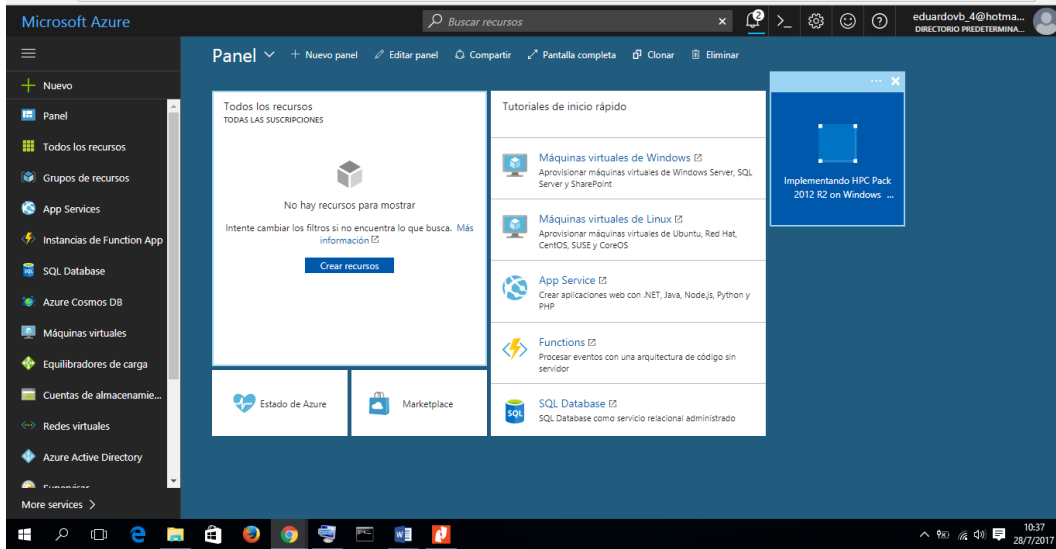 Microsoft Azure
Buscar recursos
2
eduardovb_4@hotma...
DIRECTORIO PREDETERMINA...
Nuevo
Panel
Todos los recursos
Grupos de recursos
App Services
Instancias de Function App
SQL Database
Azure Cosmos DB
Máquinas virtuales
Equilibradores de carga
Cuentas de almacenamie...
Redes virtuales
Azure Active Directory
Supervisor
More services
Panel
Nuevo panel
Editar panel
Compartir
Pantalla completa
Clonar
Eliminar
Todos los recursos
TODAS LAS SUSCRIPCIONES
No hay recursos para mostrar
Intente cambiar los filtros si no encuentra lo que busca. Más
información
Crear recursos
Estado de Azure
Marketplace
Tutoriales de inicio rápido
Máquinas virtuales de Windows
Aprovisionar máquinas virtuales de Windows Server, SQL
Server y SharePoint
Máquinas virtuales de Linux
Aprovisionar máquinas virtuales de Ubuntu, Red Hat,
CentOS, SUSE y CoreOS
App Service
Crear aplicaciones web con .NET, Java, Node.js, Python y
PHP
Functions
Procesar eventos con una arquitectura de código sin
servidor
SQL
SQL Database
SQL Database como servicio relacional administrado
Implementando HPC Pack
2012 R2 on Windows ...
10:37
28/7/2017